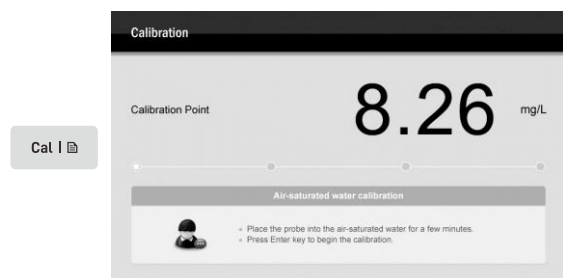 Calibration
Calibration Point 8.26 mg/L
Cal
Air-saturated water calibration
Place the probe into the air-saturated water for a few minutes.
Press Enter key to begin the calibration.